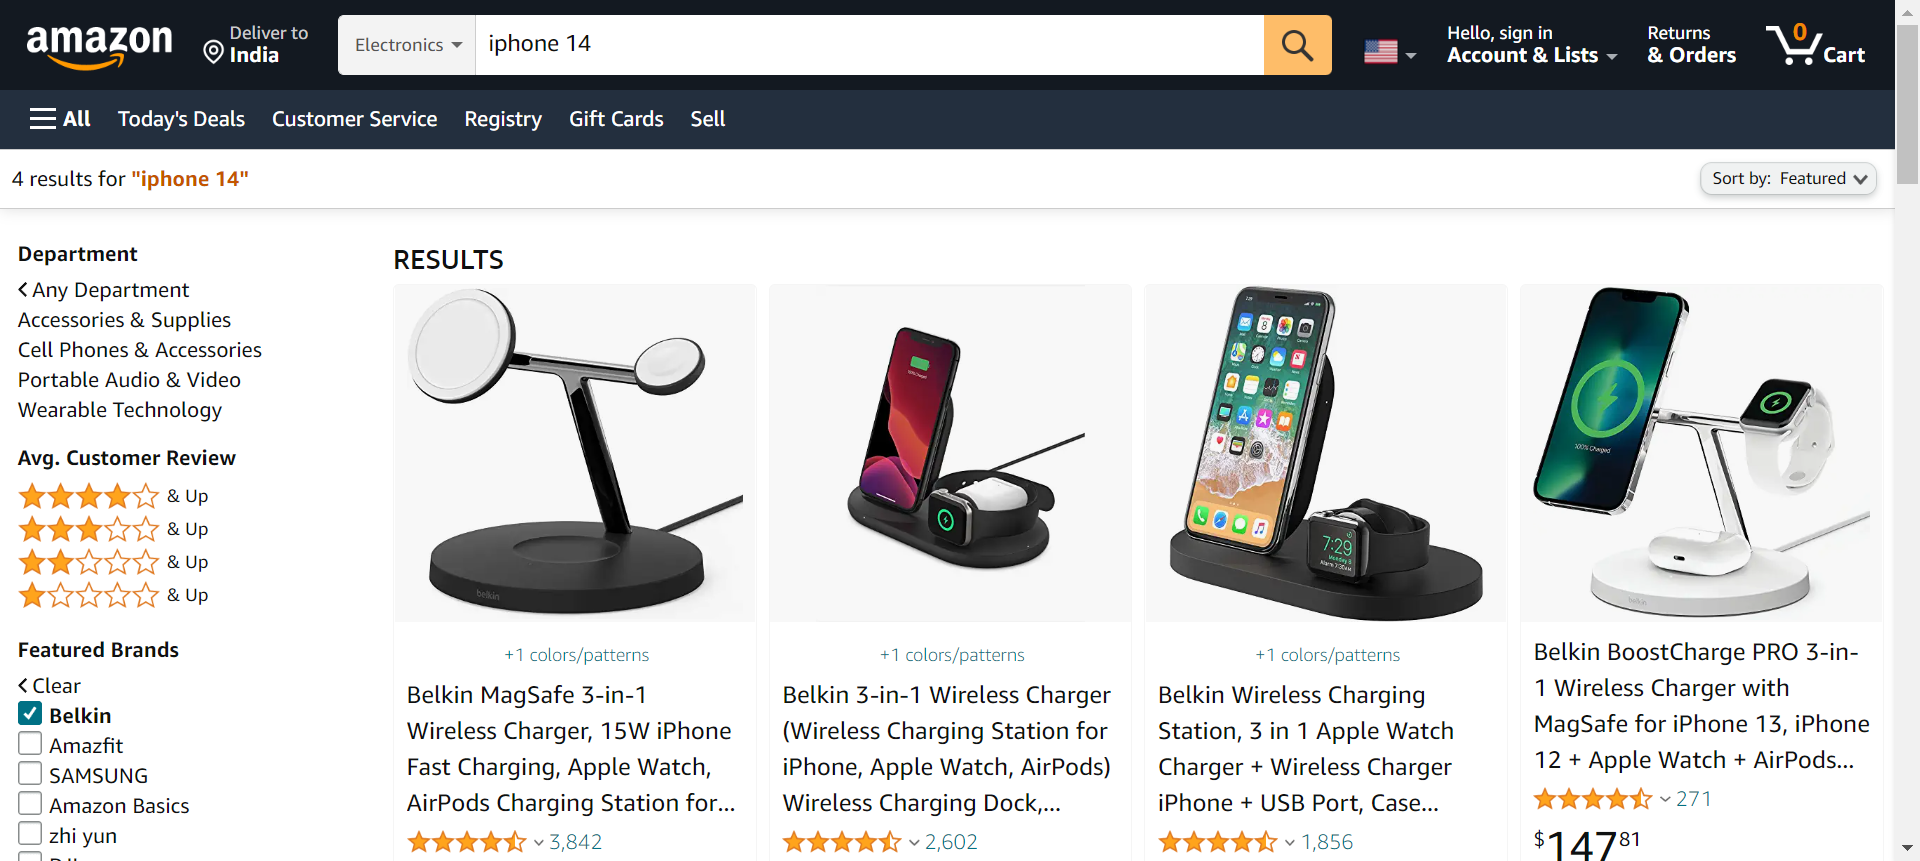 amazon
Deliver to
India
Electronics
iphone 14
Hello, sign in
Account & Lists
Returns
& Orders
0
Cart
All
Today's Deals
Customer Service
Registry
Gift Cards
Sell
4 results for "iphone 14"
Sort by: Featured
Department
Any Department
Accessories & Supplies
Cell Phones & Accessories
Portable Audio & Video
Wearable Technology
Avg. Customer Review
& Up
& Up
& Up
& Up
Featured Brands
Clear
Belkin
Amazfit
SAMSUNG
Amazon Basics
zhi yun
RESULTS
belkin
+1 colors/patterns
Belkin MagSafe 3-in-1
Wireless Charger, 15W iPhone
Fast Charging, Apple Watch,
AirPods Charging Station for...
3,842
+1 colors/patterns
Belkin 3-in-1 Wireless Charger
(Wireless Charging Station for
iPhone, Apple Watch, AirPods)
Wireless Charging Dock,...
2,602
7:29
+1 colors/patterns
Belkin Wireless Charging
Station, 3 in 1 Apple Watch
Charger + Wireless Charger
iPhone + USB Port, Case...
1,856
100% Charged
belkin
Belkin BoostCharge PRO 3-in-
1 Wireless Charger with
MagSafe for iPhone 13, iPhone
12 + Apple Watch + AirPods...
271
$147 81